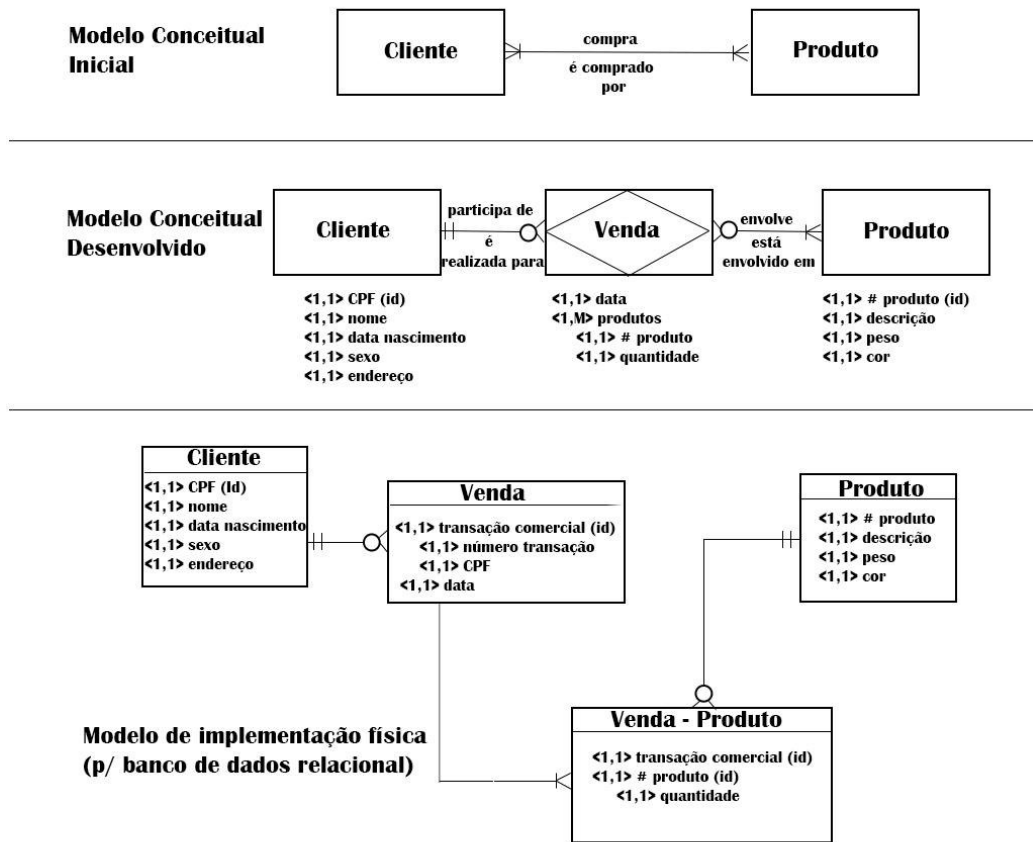 Modelo Conceitual
Inicial
Cliente
compra
é comprado
por
Produto
Modelo Conceitual
Desenvolvido
Cliente
participa de
é
realizada para
Venda
envolve
está
envolvido em
Produto
<1,1> CPF (id)
<1,1> nome
<1,1> data nascimento
<1,1> sexo
<1,1> endereço
<1,1> data
<1,M> produtos
<1,1> # produto
<1,1> quantidade
<1,1> # produto (id)
<1,1> descrição
<1,1> peso
<1,1> cor
Cliente
<1,1> CPF (Id)
<1,1> nome
<1,1> data nascimento
<1,1> sexo
<1,1> endereço
Venda
<1,1> transação comercial (id)
<1,1> número transação
<1,1> CPF
<1,1> data
Produto
<1,1> # produto
<1,1> descrição
<1,1> peso
<1,1> cor
Modelo de implementação física
(p/ banco de dados relacional)
Venda - Produto
<1,1> transação comercial (id)
<1,1> # produto (id)
<1,1> quantidade